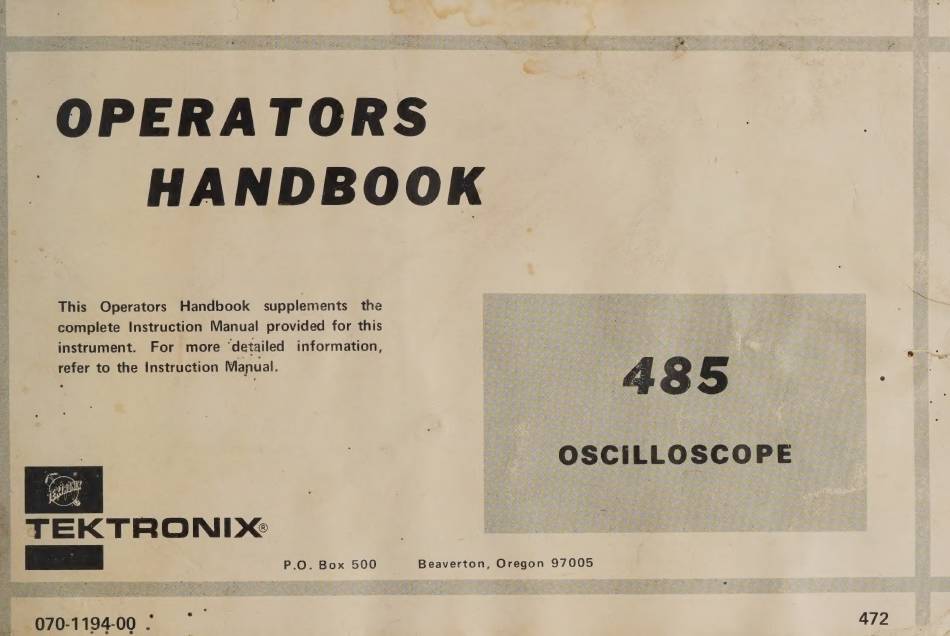 OPERATORS
HANDBOOK
This Operators Handbook supplements the
complete Instruction Manual provided for this
instrument. For more detailed information,
refer to the Instruction Manual.
485
OSCILLOSCOPE
TEKTRONIX®
P.O. Box 500 Beaverton, Oregon 97005
070-1194-00
472